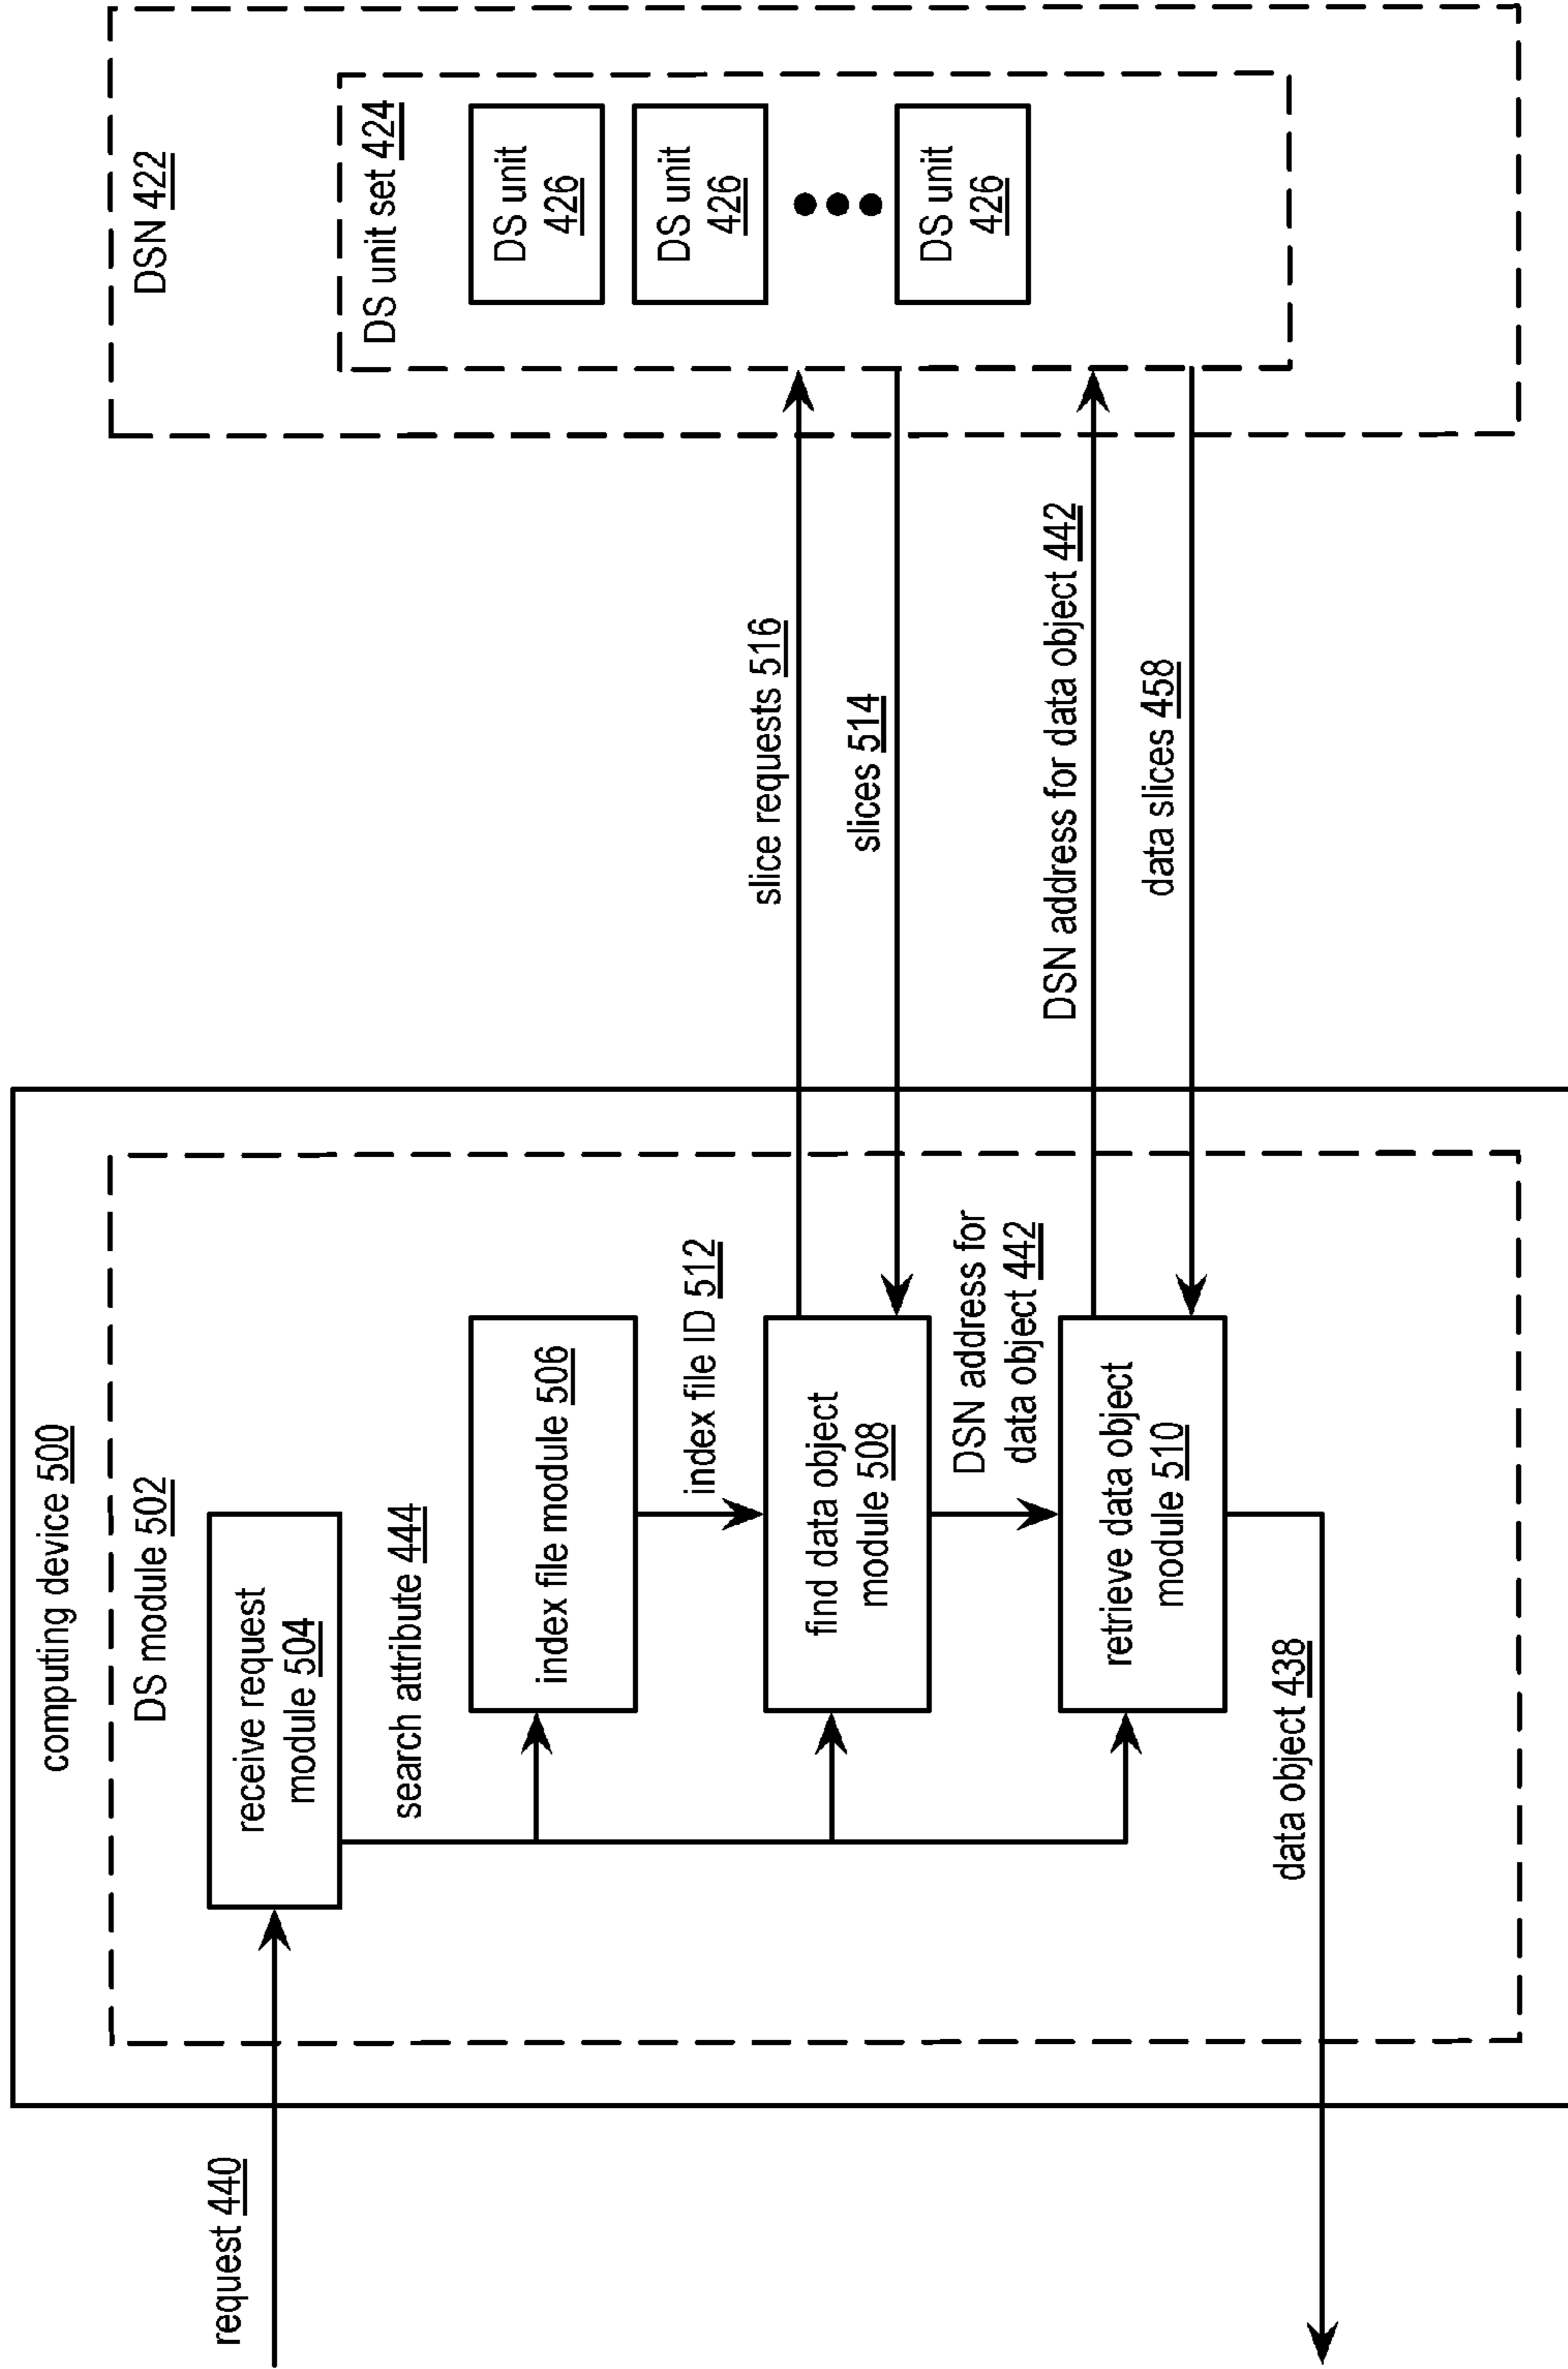 computing device 500
DS module 502
request 440
receive request
module 504
search attribute 444
index file module 506
index file ID 512
find data object
module 508
DSN address for
data object 442
retrieve data object
module 510
data object 438
slice requests 516
slices 514
DSN address for data object 442
data slices 458
DSN 422
DS unit set 424
DS unit
426
DS unit
426
DS unit
426